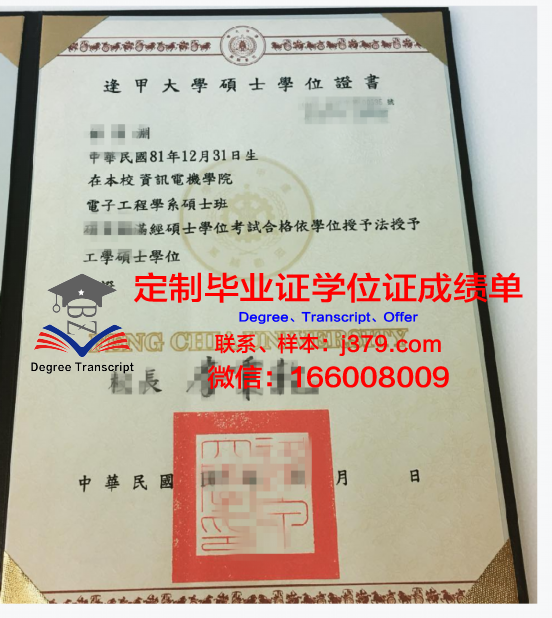 逢甲大學碩士學位證書
號
中華民國81年12月31日生
在本校 資訊電機學院
電子工程學系碩士班
經碩士學位考試合格依學位授予法授予
工學碩士學位
定制毕业证学位证成绩单
Degree、Transcript、Offer
BZ
FENG CHIA UNIVERSITY
联系、样本：j379.com
Degree Transcript
校長
微信：166008009
中華民國 月 日